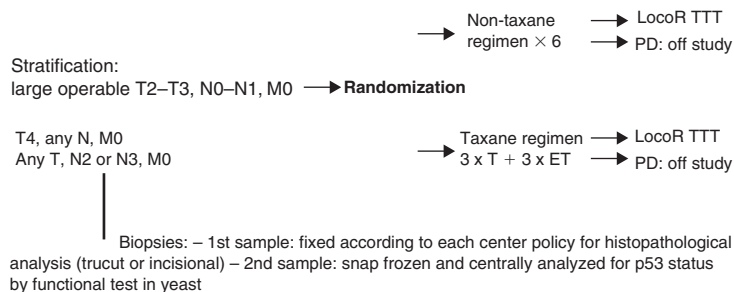 Non-taxane
regimen × 6
LocoR TTT
PD: off study
Stratification:
large operable T2–T3, N0–N1, M0
Randomization
T4, any N, M0
Any T, N2 or N3, M0
Taxane regimen
3 x T + 3 x ET
LocoR TTT
PD: off study
Biopsies: – 1st sample: fixed according to each center policy for histopathological
analysis (trucut or incisional) – 2nd sample: snap frozen and centrally analyzed for p53 status
by functional test in yeast